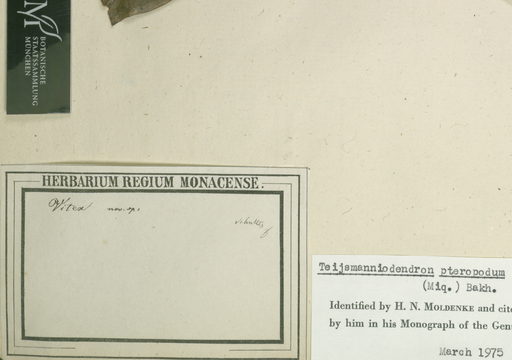 BOTANISCHE
STAATSSAMMLUNG
MÜNCHEN
HERBARIUM REGIUM MONACENSE.
Vitex nov. sp.
Teijsmanniodendron pteropodum
(Miq.) Bakh.
Identified by H. N. MOLDENKE and cite
by him in his Monograph of the Genu
March 1975